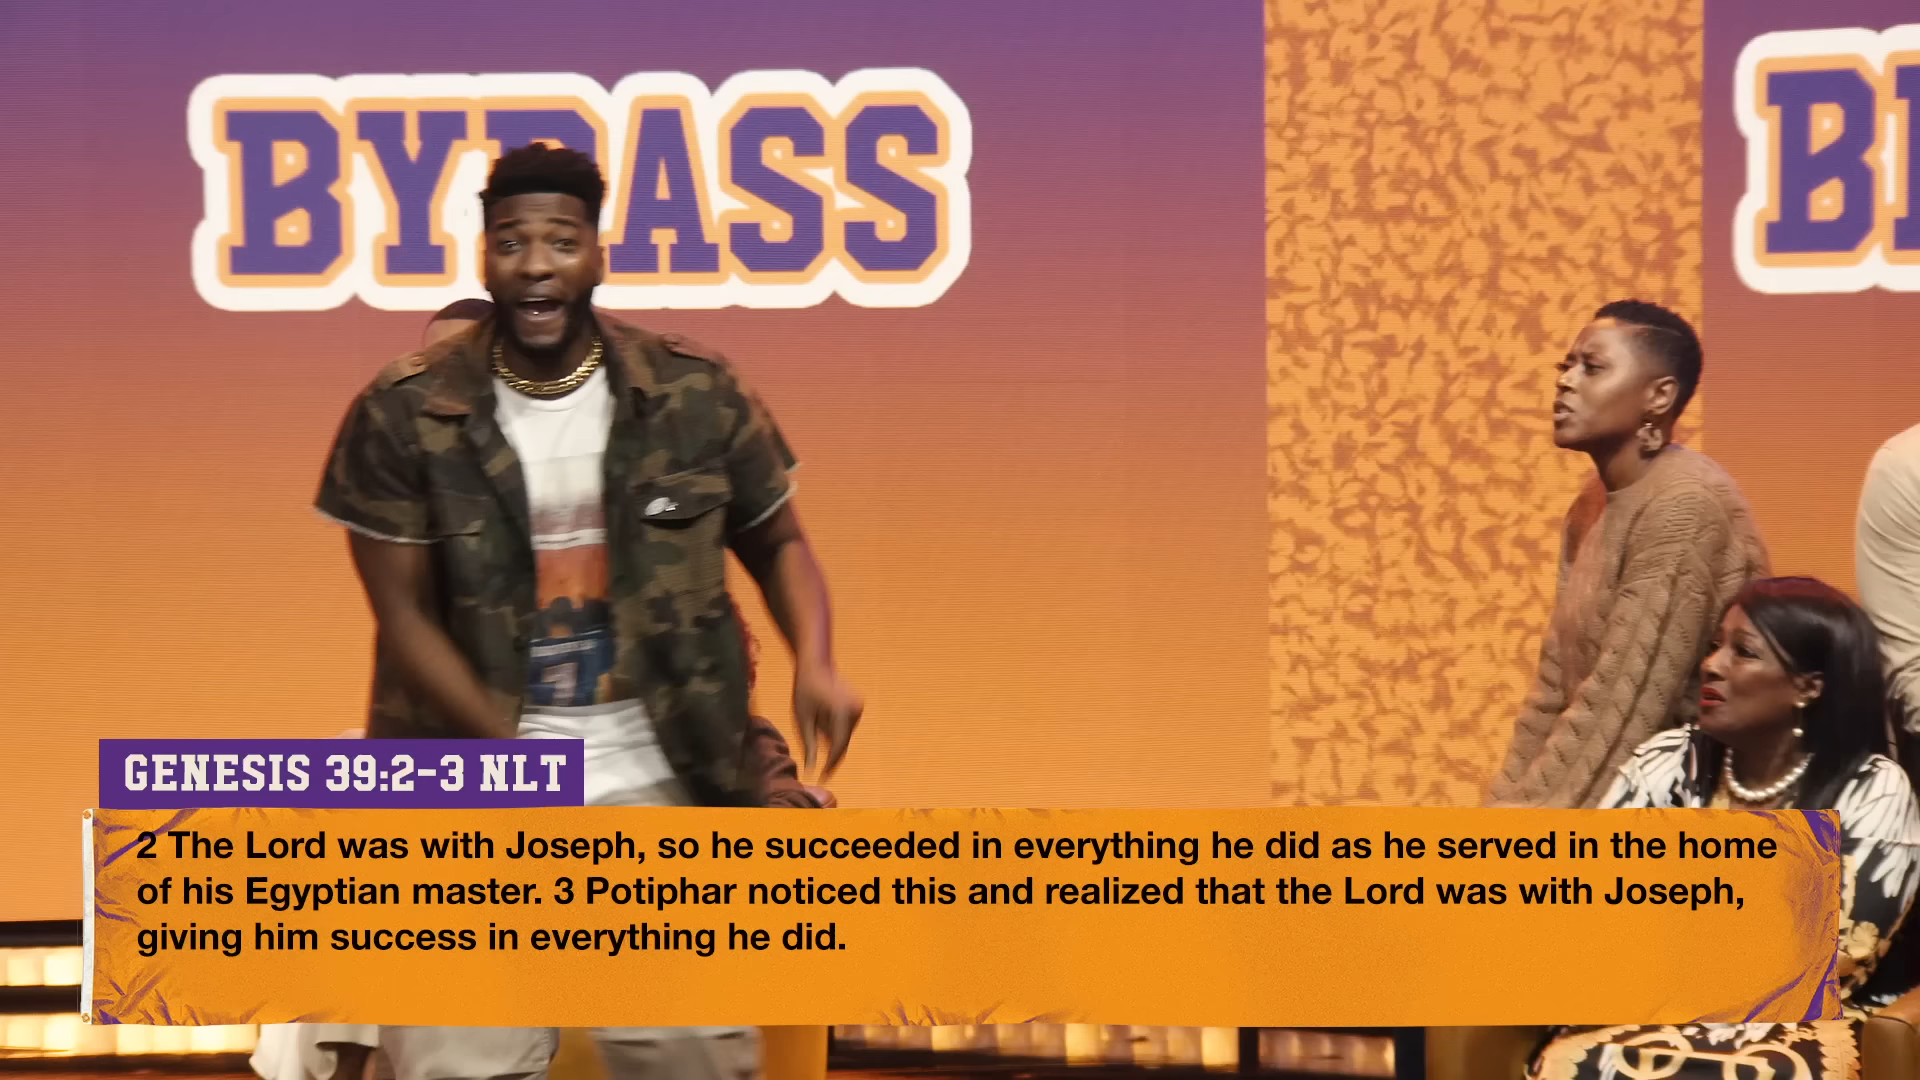 BYPASS
GENESIS 39:2-3 NLT
2 The Lord was with Joseph, so he succeeded in everything he did as he served in the home
of his Egyptian master. 3 Potiphar noticed this and realized that the Lord was with Joseph,
giving him success in everything he did.